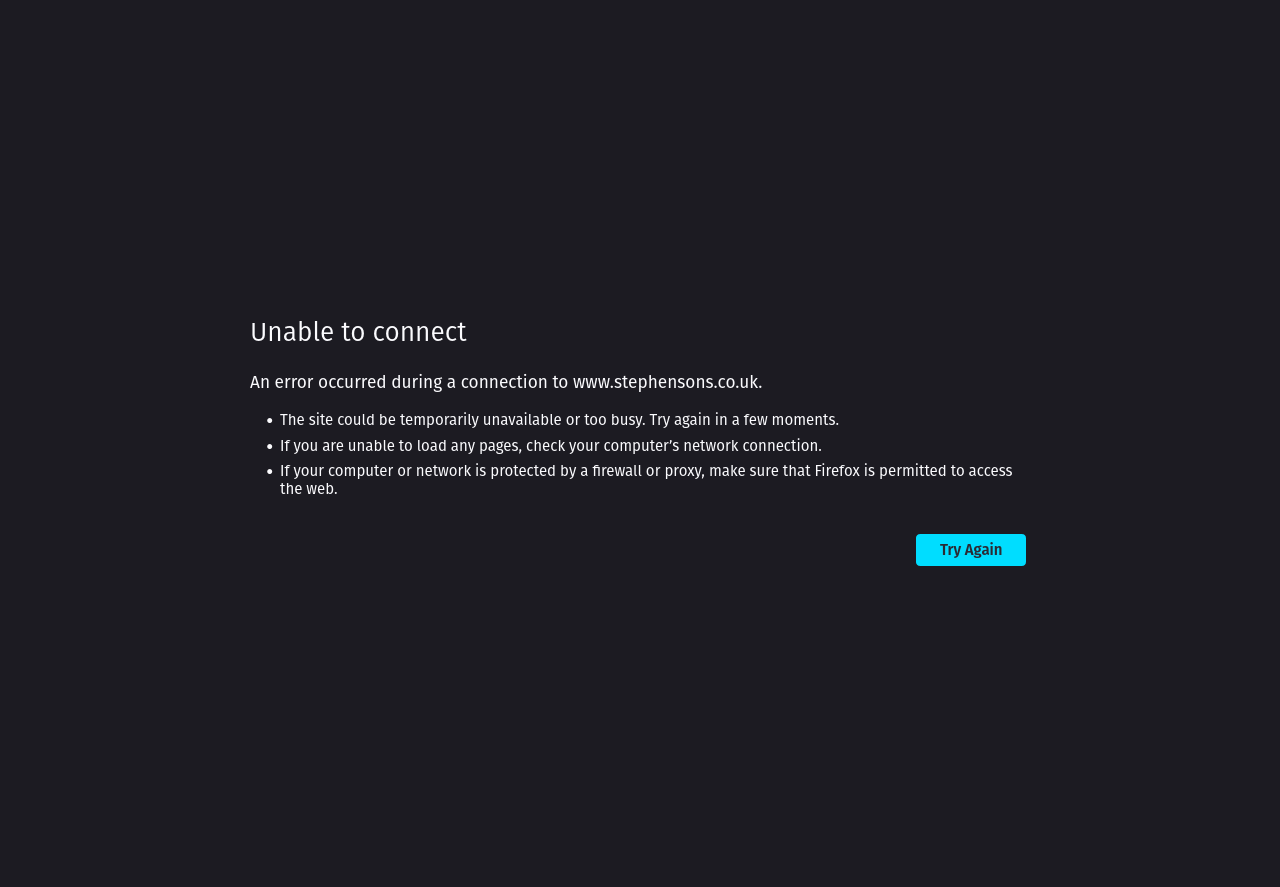 Unable to connect
An error occurred during a connection to www.stephensons.co.uk.
• The site could be temporarily unavailable or too busy. Try again in a few moments.
• If you are unable to load any pages, check your computer’s network connection.
• If your computer or network is protected by a firewall or proxy, make sure that Firefox is permitted to access
the web.
Try Again